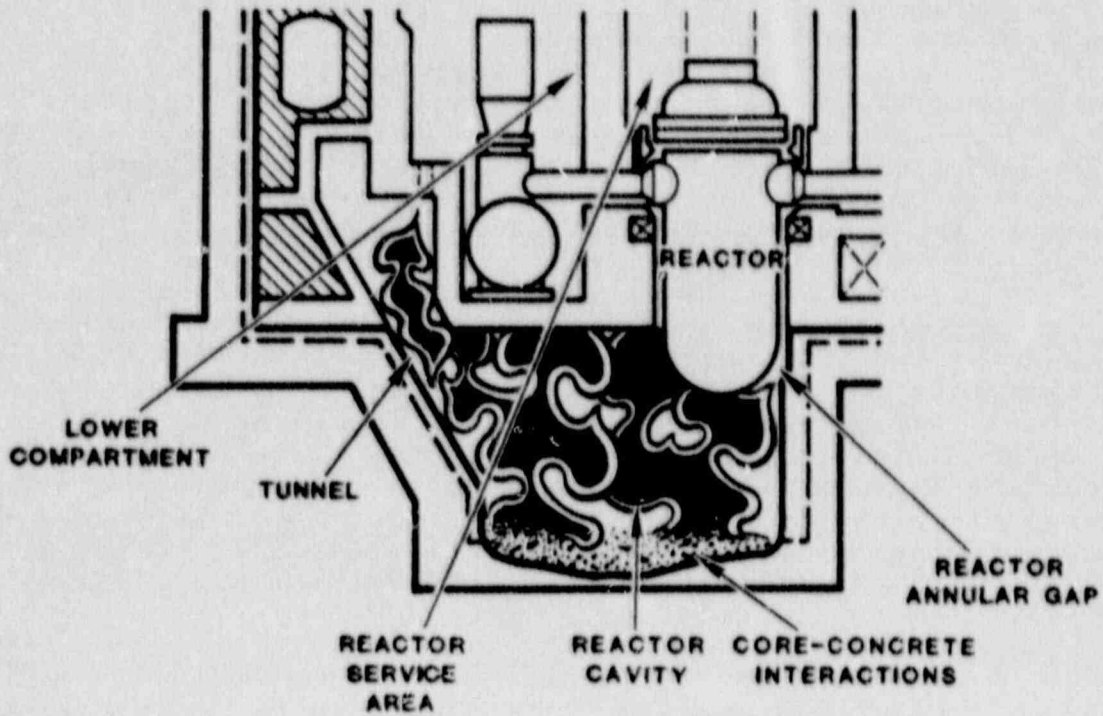 REACTOR
LOWER
COMPARTMENT
TUNNEL
REACTOR
ANNULAR GAP
REACTOR
SERVICE
AREA
REACTOR
CAVITY
CORE-CONCRETE
INTERACTIONS